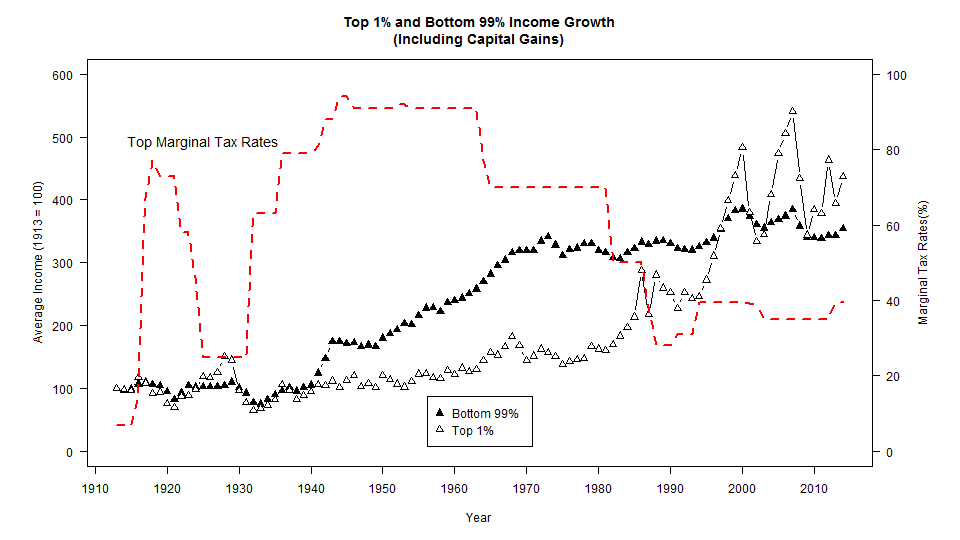 Top 1% and Bottom 99% Income Growth
(Including Capital Gains)
Average Income (1913 = 100)
600
500
400
300
200
100
0
Top Marginal Tax Rates
Bottom 99%
Top 1%
100
80
60
40
20
0
Marginal Tax Rates(%)
1910 1920 1930 1940 1950 1960 1970 1980 1990 2000 2010
Year